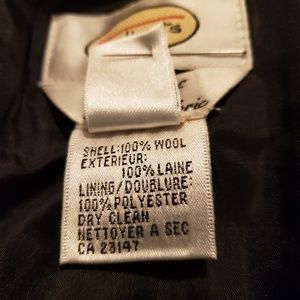 SHELL:100% WOOL
EXTERIEUR:
100% LAINE
LINING/DOUBLURE:
100% POLYESTER
DRY CLEAN
NETTOYER A SEC
CA 23147